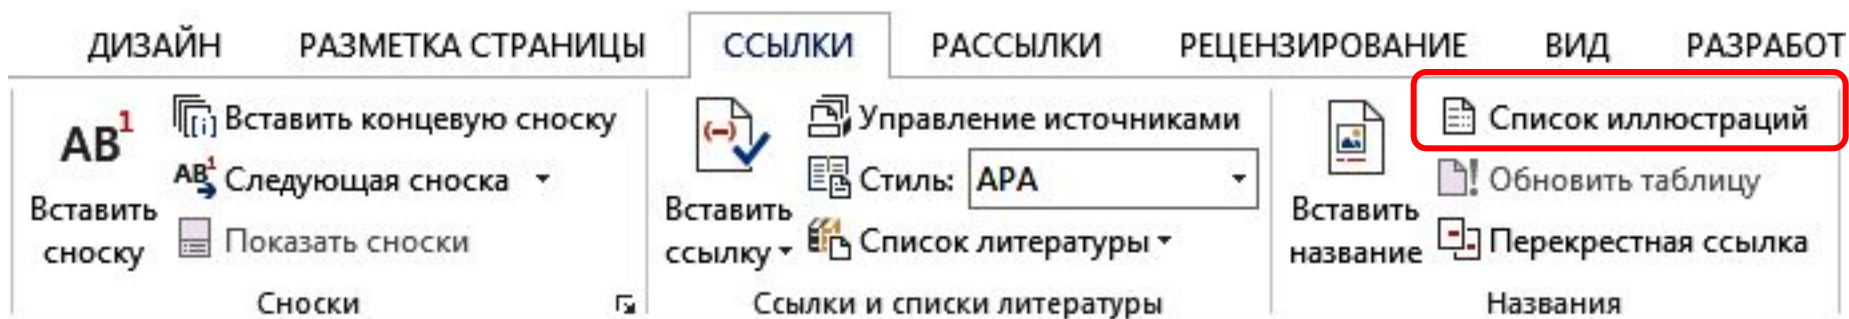 ДИЗАЙН РАЗМЕТКА СТРАНИЦЫ ССЫЛКИ РАССЫЛКИ РЕЦЕНЗИРОВАНИЕ ВИД РАЗРАБОТ
AB1
Вставить
сноску
[i] Вставить концевую сноску
AB1 Следующая сноска
Показать сноски
Сноски
(-)
Вставить
ссылку
Управление источниками
Стиль: APA
Список литературы
Ссылки и списки литературы
Вставить
название
Список иллюстраций
! Обновить таблицу
Перекрестная ссылка
Названия